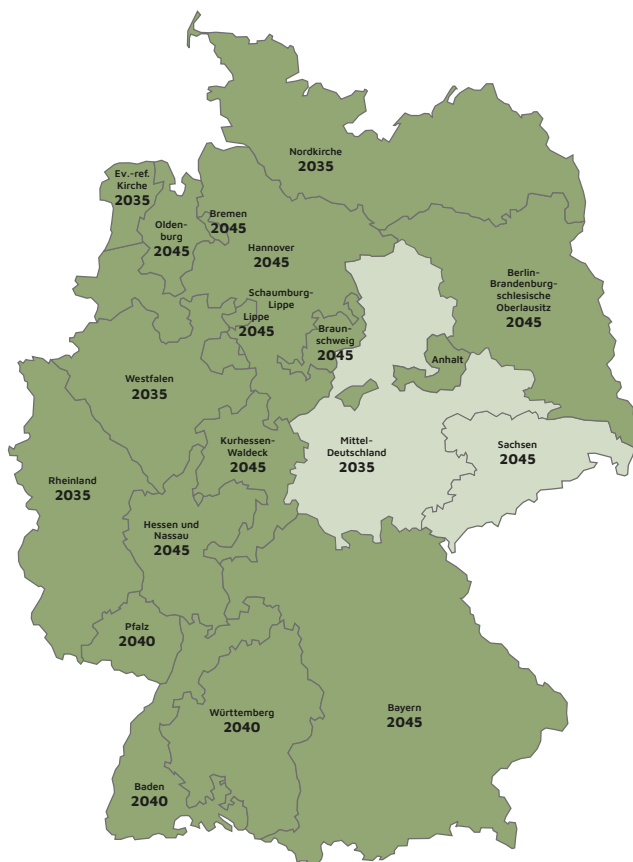 Nordkirche
2035
Ev.-ref.
Kirche
2035
Olden-
burg
2045
Bremen
2045
Hannover
2045
Berlin-
Brandenburg-
schlesische
Oberlausitz
2045
Schaumburg-
Lippe
Lippe
2045
Braun-
schweig
2045
Anhalt
Westfalen
2035
Kurhessen-
Waldeck
2045
Mittel-
Deutschland
2035
Sachsen
2045
Rheinland
2035
Hessen und
Nassau
2045
Pfalz
2040
Württemberg
2040
Bayern
2045
Baden
2040